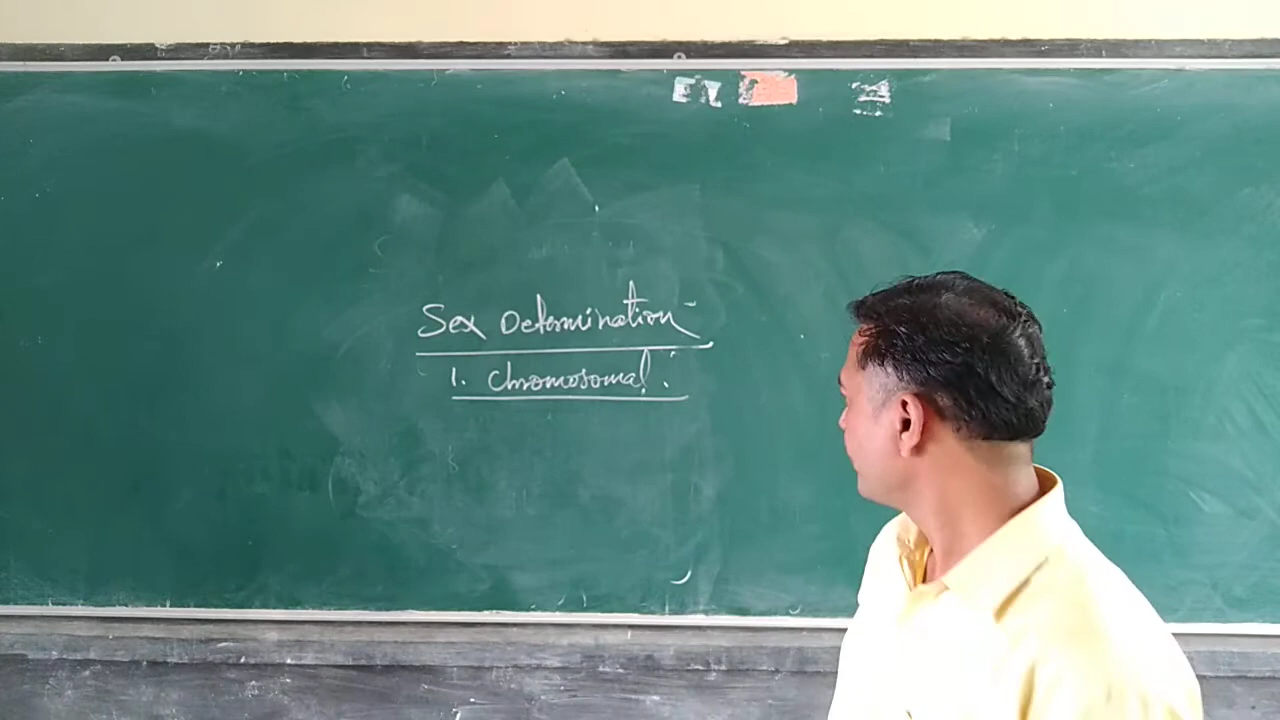 Sex Determination-
1. Chromosomal :